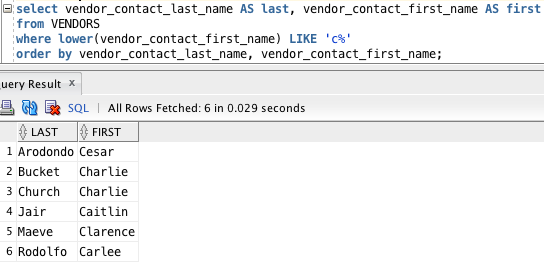 select vendor_contact_last_name AS last, vendor_contact_first_name AS first
from VENDORS
where lower(vendor_contact_first_name) LIKE 'c%'
order by vendor_contact_last_name, vendor_contact_first_name;
uery Result x
SQL | All Rows Fetched: 6 in 0.029 seconds
LAST FIRST
1 Arodondo Cesar
2 Bucket Charlie
3 Church Charlie
4 Jair Caitlin
5 Maeve Clarence
6 Rodolfo Carlee